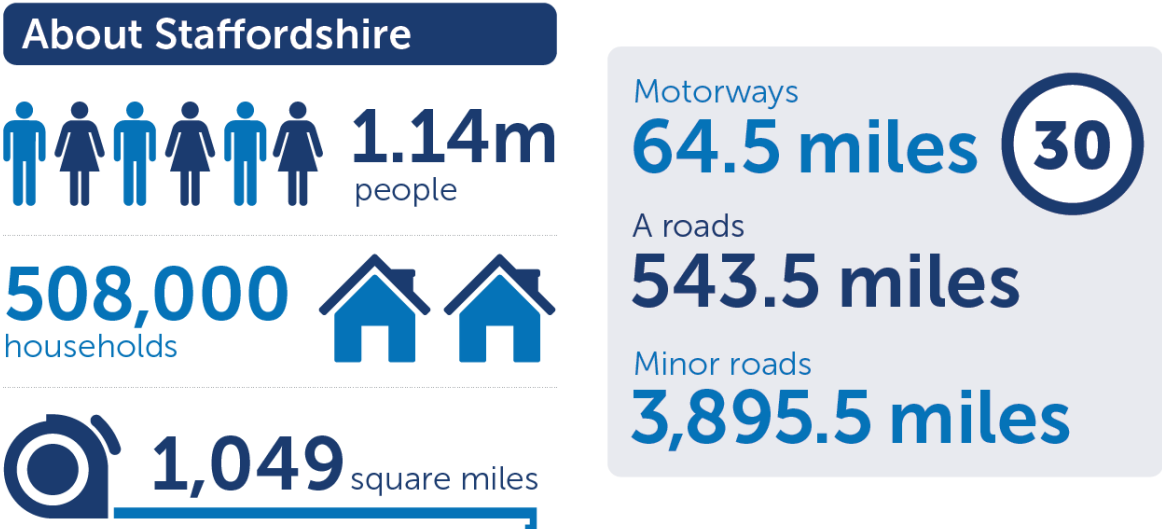 About Staffordshire
1.14m
people
508,000
households
1,049 square miles
Motorways
64.5 miles
30
A roads
543.5 miles
Minor roads
3,895.5 miles